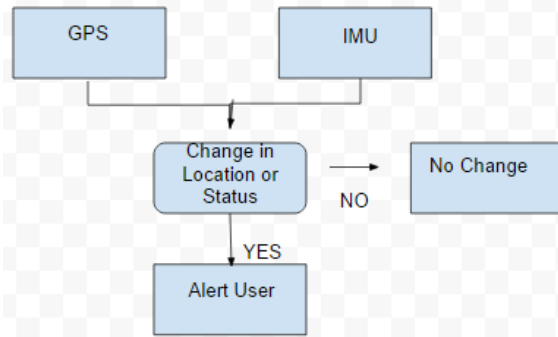 GPS
IMU
Change in
Location or
Status
No Change
NO
YES
Alert User